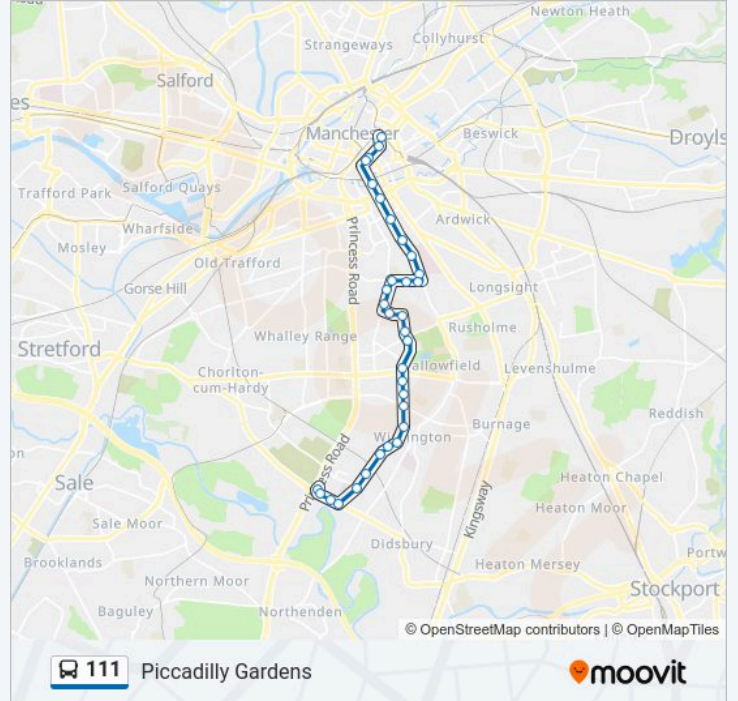 Newton Heath
Collyhurst
Strangeways
Salford
es
Manchester
Beswick
Droyls
Trafford Park
Salford Quays
Wharfside
Ardwick
Mosley
Old Trafford
Princess Road
Gorse Hill
Longsight
Rusholme
Stretford
Whalley Range
Chorlton-
cum-Hardy
allowfield
Levenshulme
Reddish
Burnage
Withington
on
Princess Road
Sale
Heaton Chapel
Kingsway
Heaton Moor
Sale Moor
Didsbury
Portw
Brooklands
Heaton Mersey
Northern Moor
Stockport
Baguley
Northenden
© OpenStreetMap contributors | © OpenMapTiles
111 Piccadilly Gardens
moovit